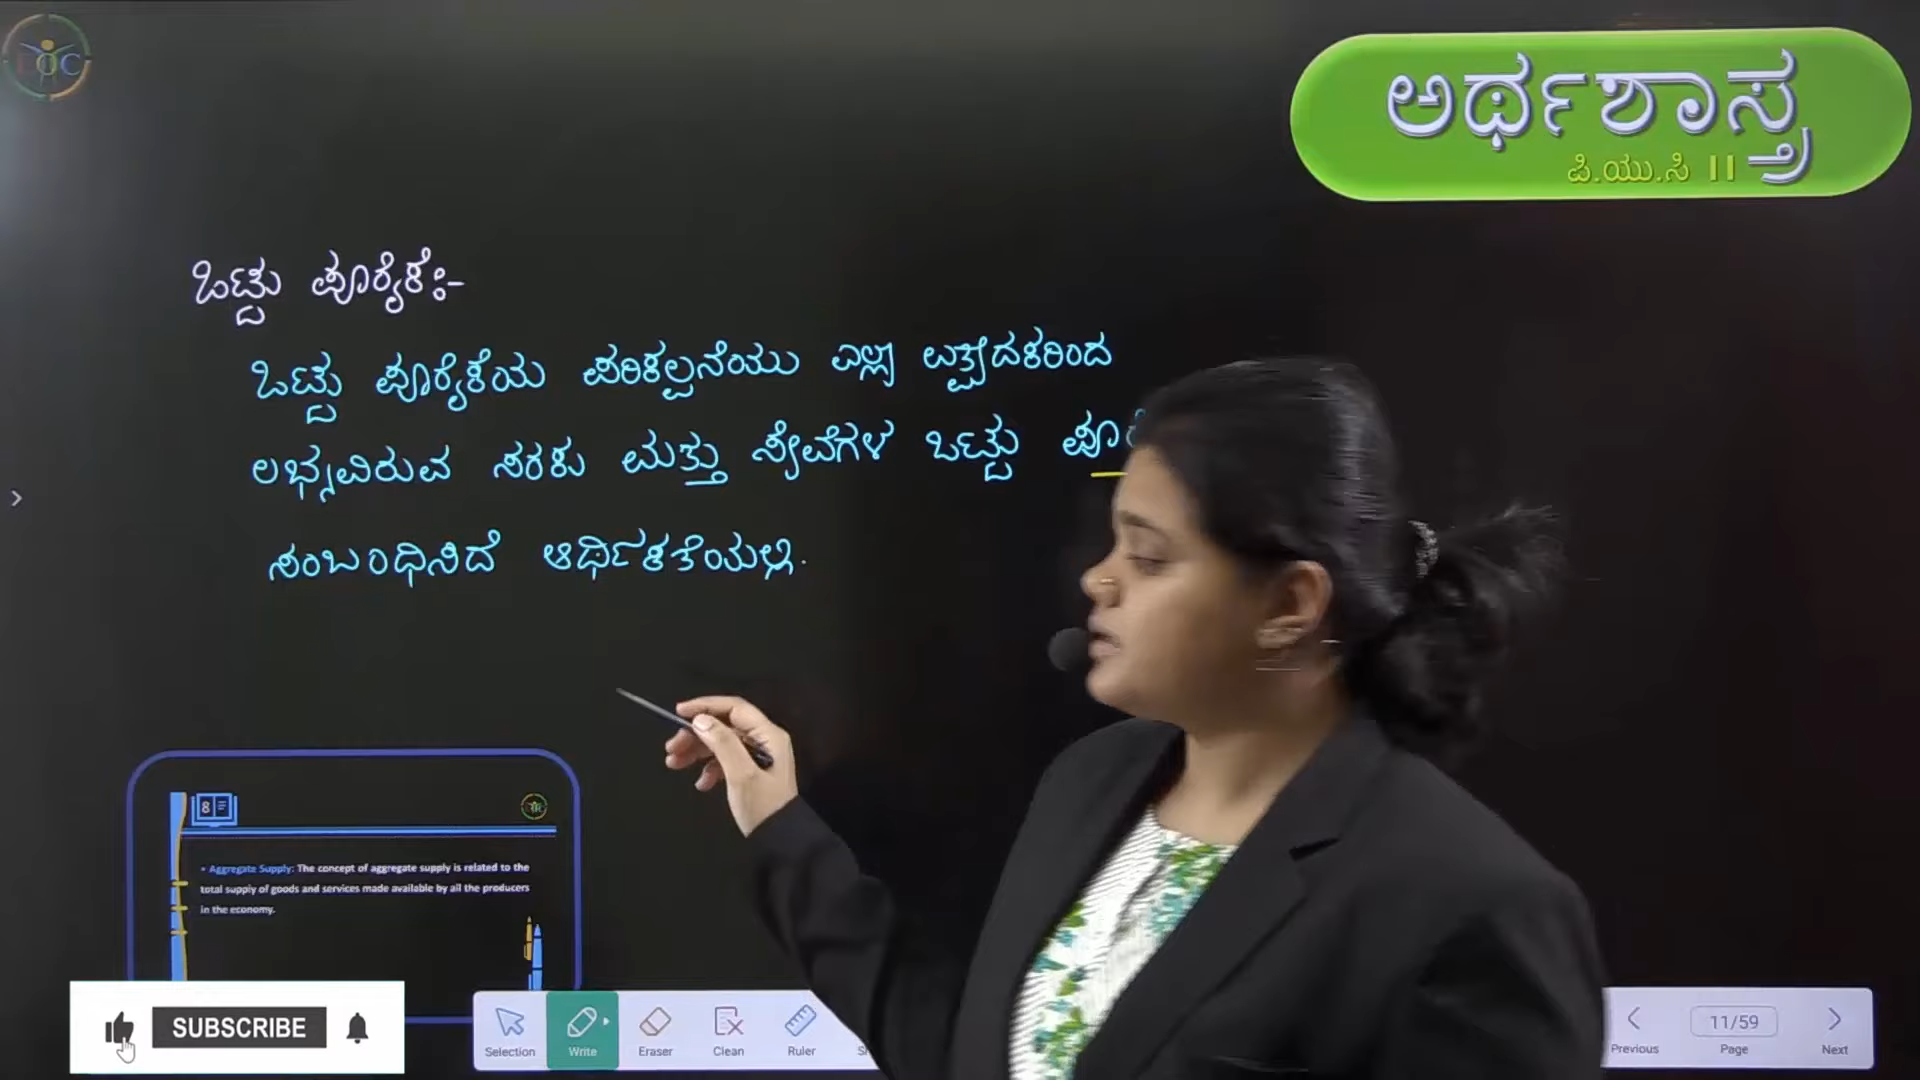 ಅರ್ಥಶಾಸ್ತ್ರ
ಪಿ.ಯು.ಸಿ II
ಒಟ್ಟು ಪೂರೈಕೆ:-
ಒಟ್ಟು ಪೂರೈಕೆಯ ಪರಿಕಲ್ಪನೆಯು ಎಲ್ಲಾ
ಲಭ್ಯವಿರುವ ಸರಕು ಮತ್ತು ಸೇವೆಗಳ ಒಟ್ಟು
ಸಂಬಂಧಿಸಿದೆ ಆರ್ಥಿಕತೆಯಲ್ಲಿ.
8
• Aggregate Supply: The concept of aggregate supply is related to the
total supply of goods and services made available by all the producers
in the economy.
SUBSCRIBE
Selection Write Eraser Clean Ruler
Previous 11/59 Page Next